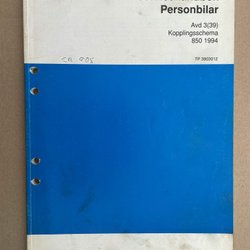 Personbilar
Avd 3(39)
Kopplingsschema
850 1994
TP 3903012